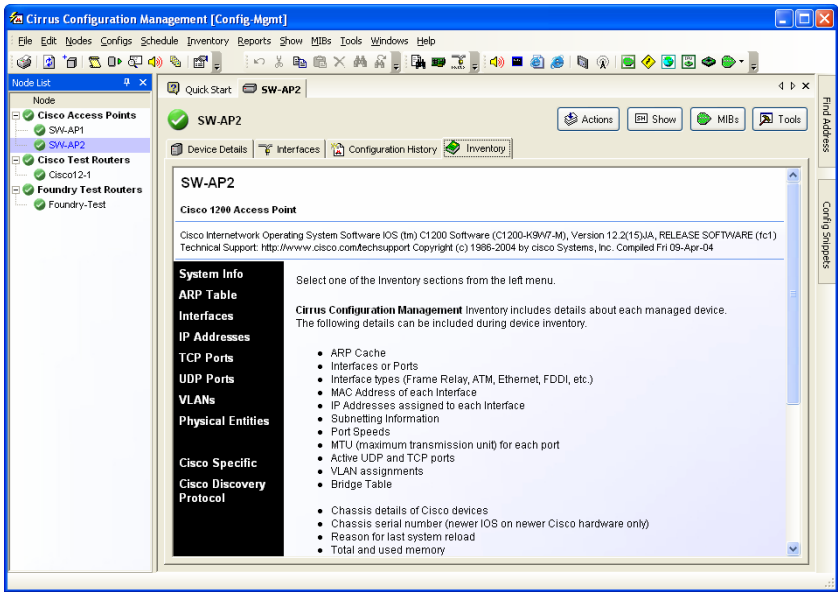 Cirrus Configuration Management [Config-Mgmt]
File Edit Nodes Configs Schedule Inventory Reports Show MIBs Tools Windows Help
Node List
Node
Cisco Access Points
SW-AP1
SW-AP2
Cisco Test Routers
Cisco12-1
Foundry Test Routers
Foundry-Test
Quick Start SW-AP2
SW-AP2
Actions Show MIBs Tools
Device Details Interfaces Configuration History Inventory
SW-AP2
Cisco 1200 Access Point
Cisco Internetwork Operating System Software IOS (tm) C1200 Software (C1200-K9W7-M), Version 12.2(15)JA, RELEASE SOFTWARE (fc1)
Technical Support: http://www.cisco.com/techsupport Copyright (c) 1986-2004 by cisco Systems, Inc. Compiled Fri 09-Apr-04
System Info
ARP Table
Interfaces
IP Addresses
TCP Ports
UDP Ports
VLANs
Physical Entities
Cisco Specific
Cisco Discovery
Protocol
Select one of the Inventory sections from the left menu.
Cirrus Configuration Management Inventory includes details about each managed device.
The following details can be included during device inventory.
ARP Cache
Interfaces or Ports
Interface types (Frame Relay, ATM, Ethernet, FDDI, etc.)
MAC Address of each Interface
IP Addresses assigned to each Interface
Subnetting Information
Port Speeds
MTU (maximum transmission unit) for each port
Active UDP and TCP ports
VLAN assignments
Bridge Table
Chassis details of Cisco devices
Chassis serial number (newer IOS on newer Cisco hardware only)
Reason for last system reload
Total and used memory
Find Address
Config Snippets